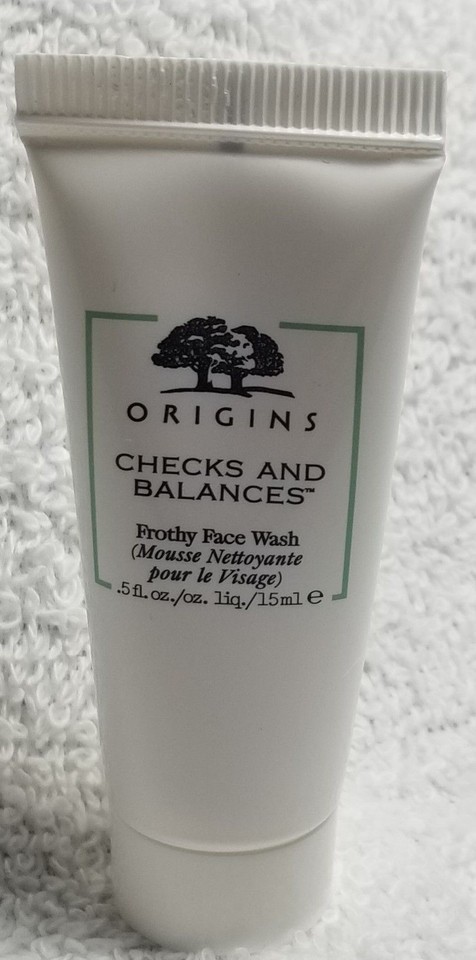 ORIGINS
CHECKS AND
BALANCES™
Frothy Face Wash
(Mousse Nettoyante
pour le Visage)
.5 fl. oz./oz. liq./15ml e